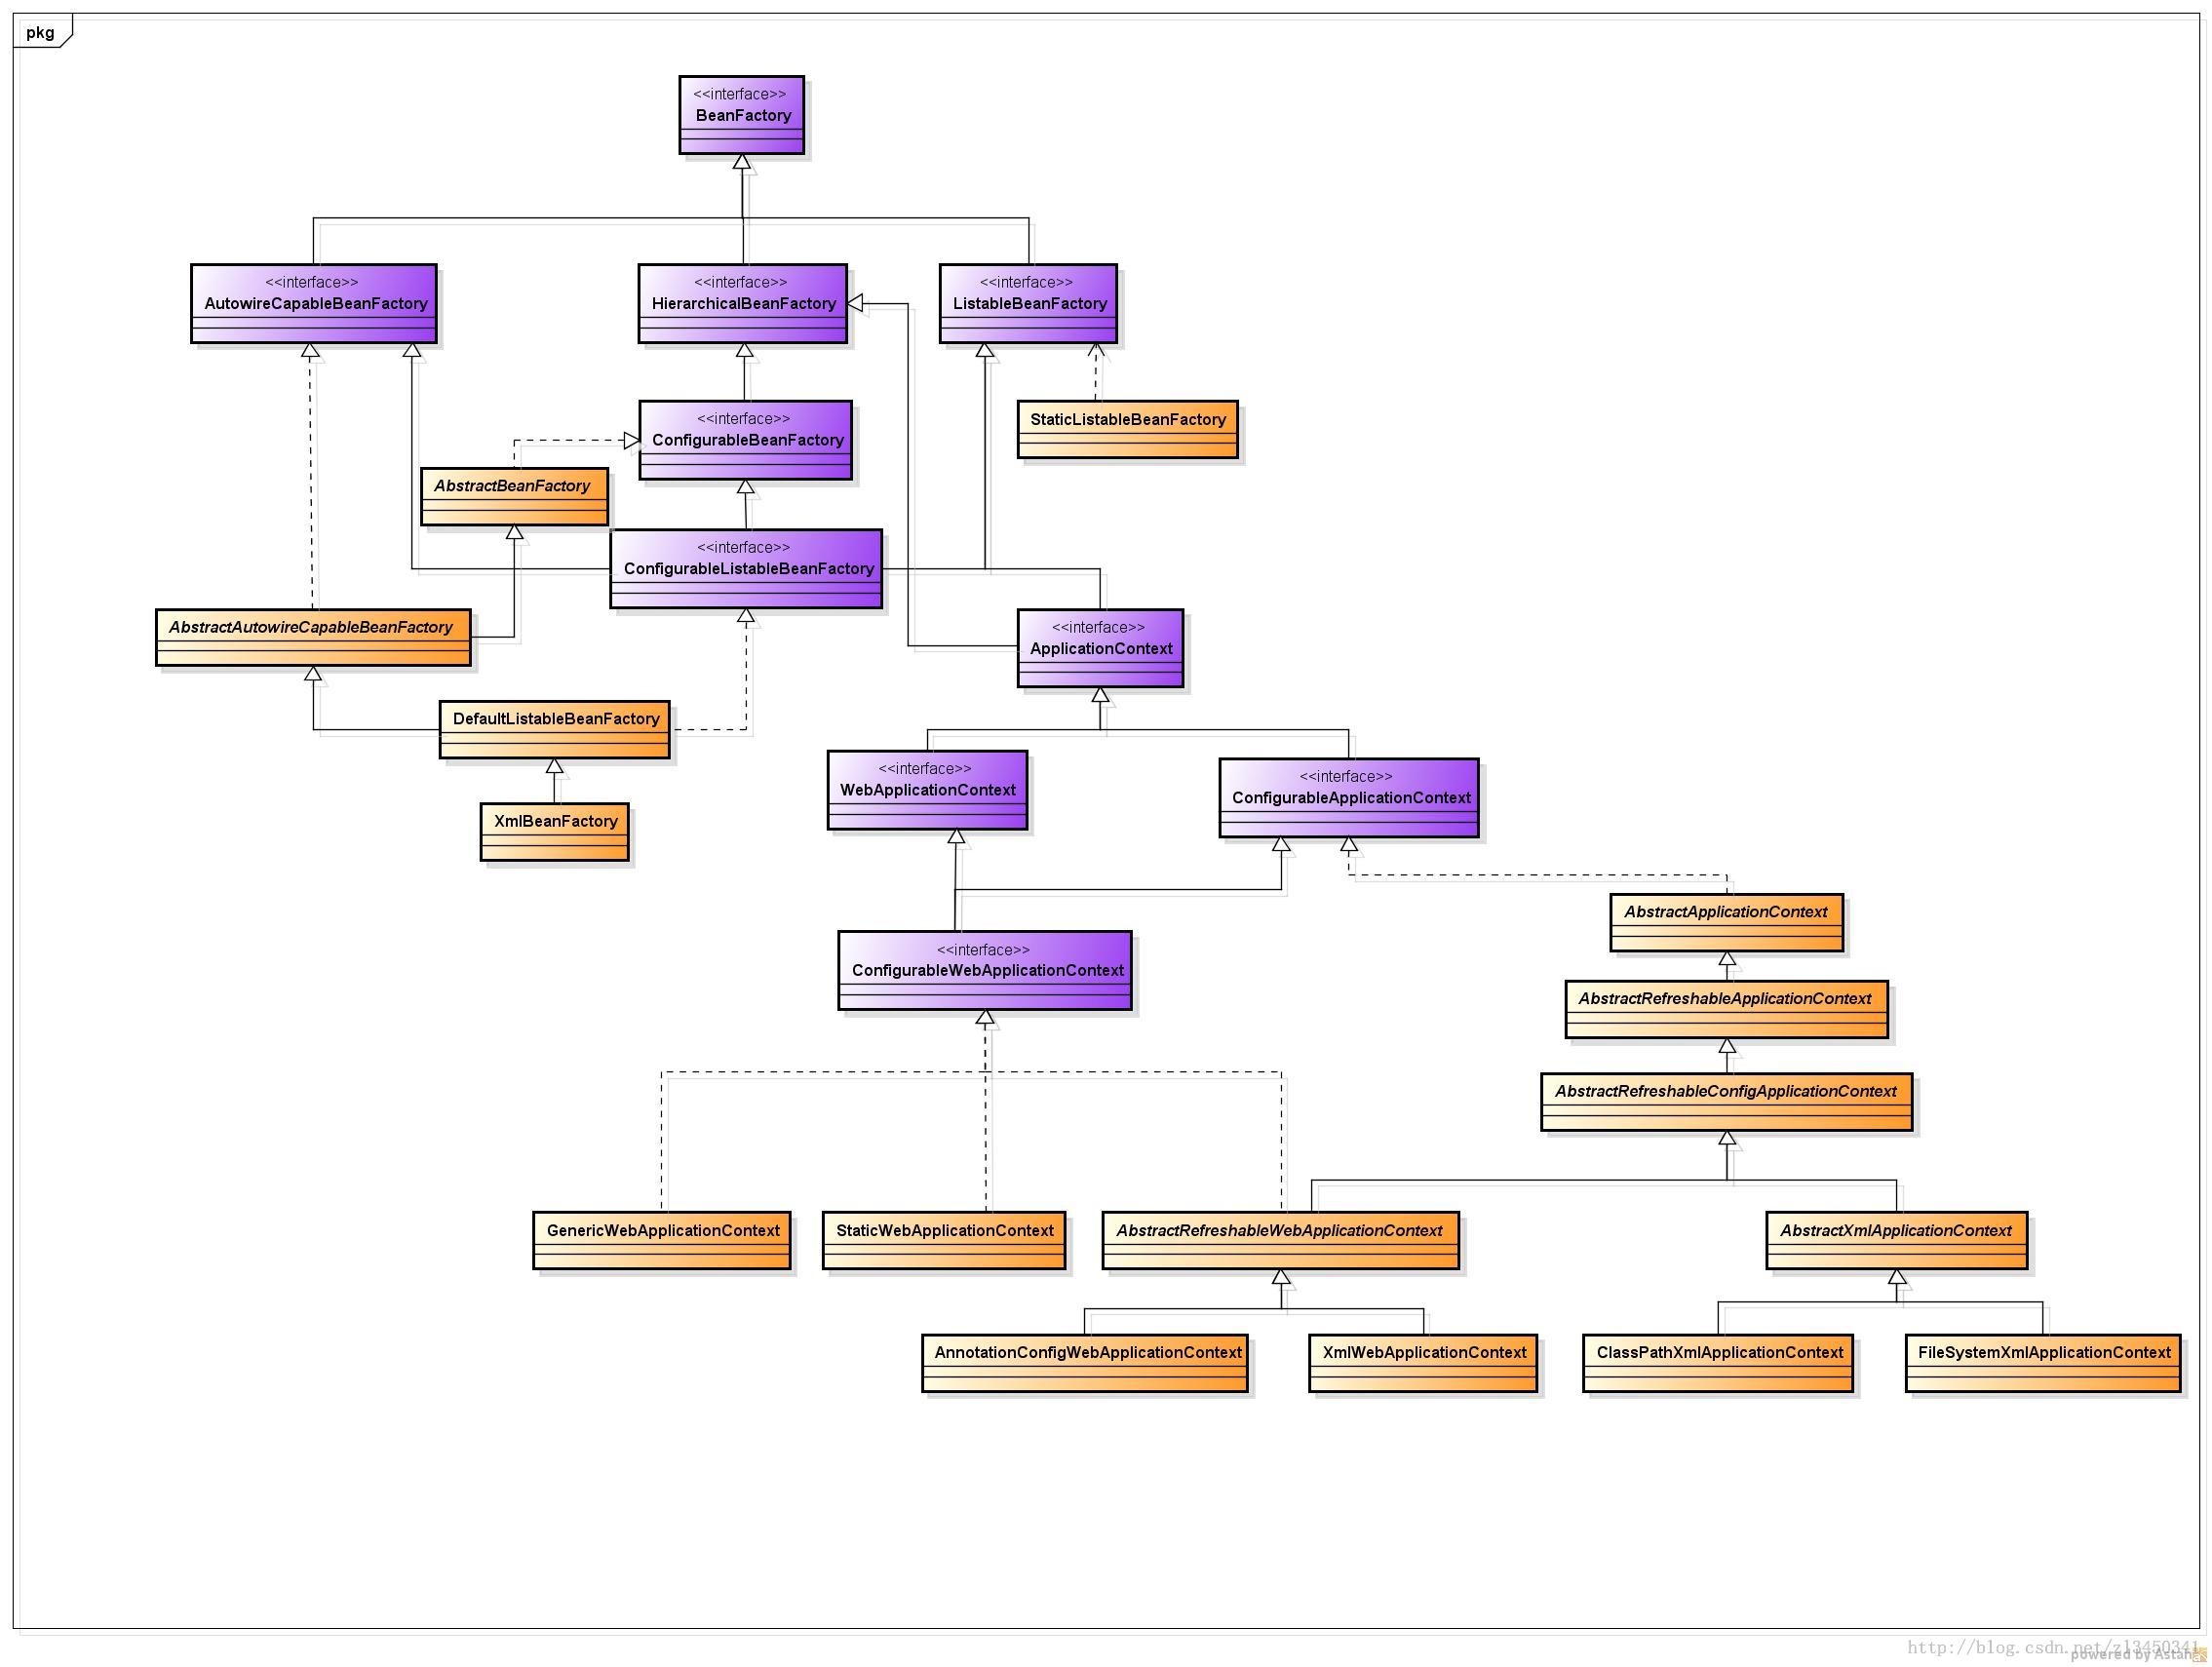 pkg
<<interface>>
BeanFactory
<<interface>>
AutowireCapableBeanFactory
<<interface>>
HierarchicalBeanFactory
<<interface>>
ListableBeanFactory
<<interface>>
ConfigurableBeanFactory
StaticListableBeanFactory
AbstractBeanFactory
<<interface>>
ConfigurableListableBeanFactory
AbstractAutowireCapableBeanFactory
<<interface>>
ApplicationContext
DefaultListableBeanFactory
<<interface>>
WebApplicationContext
<<interface>>
ConfigurableApplicationContext
XmlBeanFactory
AbstractApplicationContext
<<interface>>
ConfigurableWebApplicationContext
AbstractRefreshableApplicationContext
AbstractRefreshableConfigApplicationContext
GenericWebApplicationContext
StaticWebApplicationContext
AbstractRefreshableWebApplicationContext
AbstractXmlApplicationContext
AnnotationConfigWebApplicationContext
XmlWebApplicationContext
ClassPathXmlApplicationContext
FileSystemXmlApplicationContext
http://blog.csdn.net/zl3450341
powered by Astah